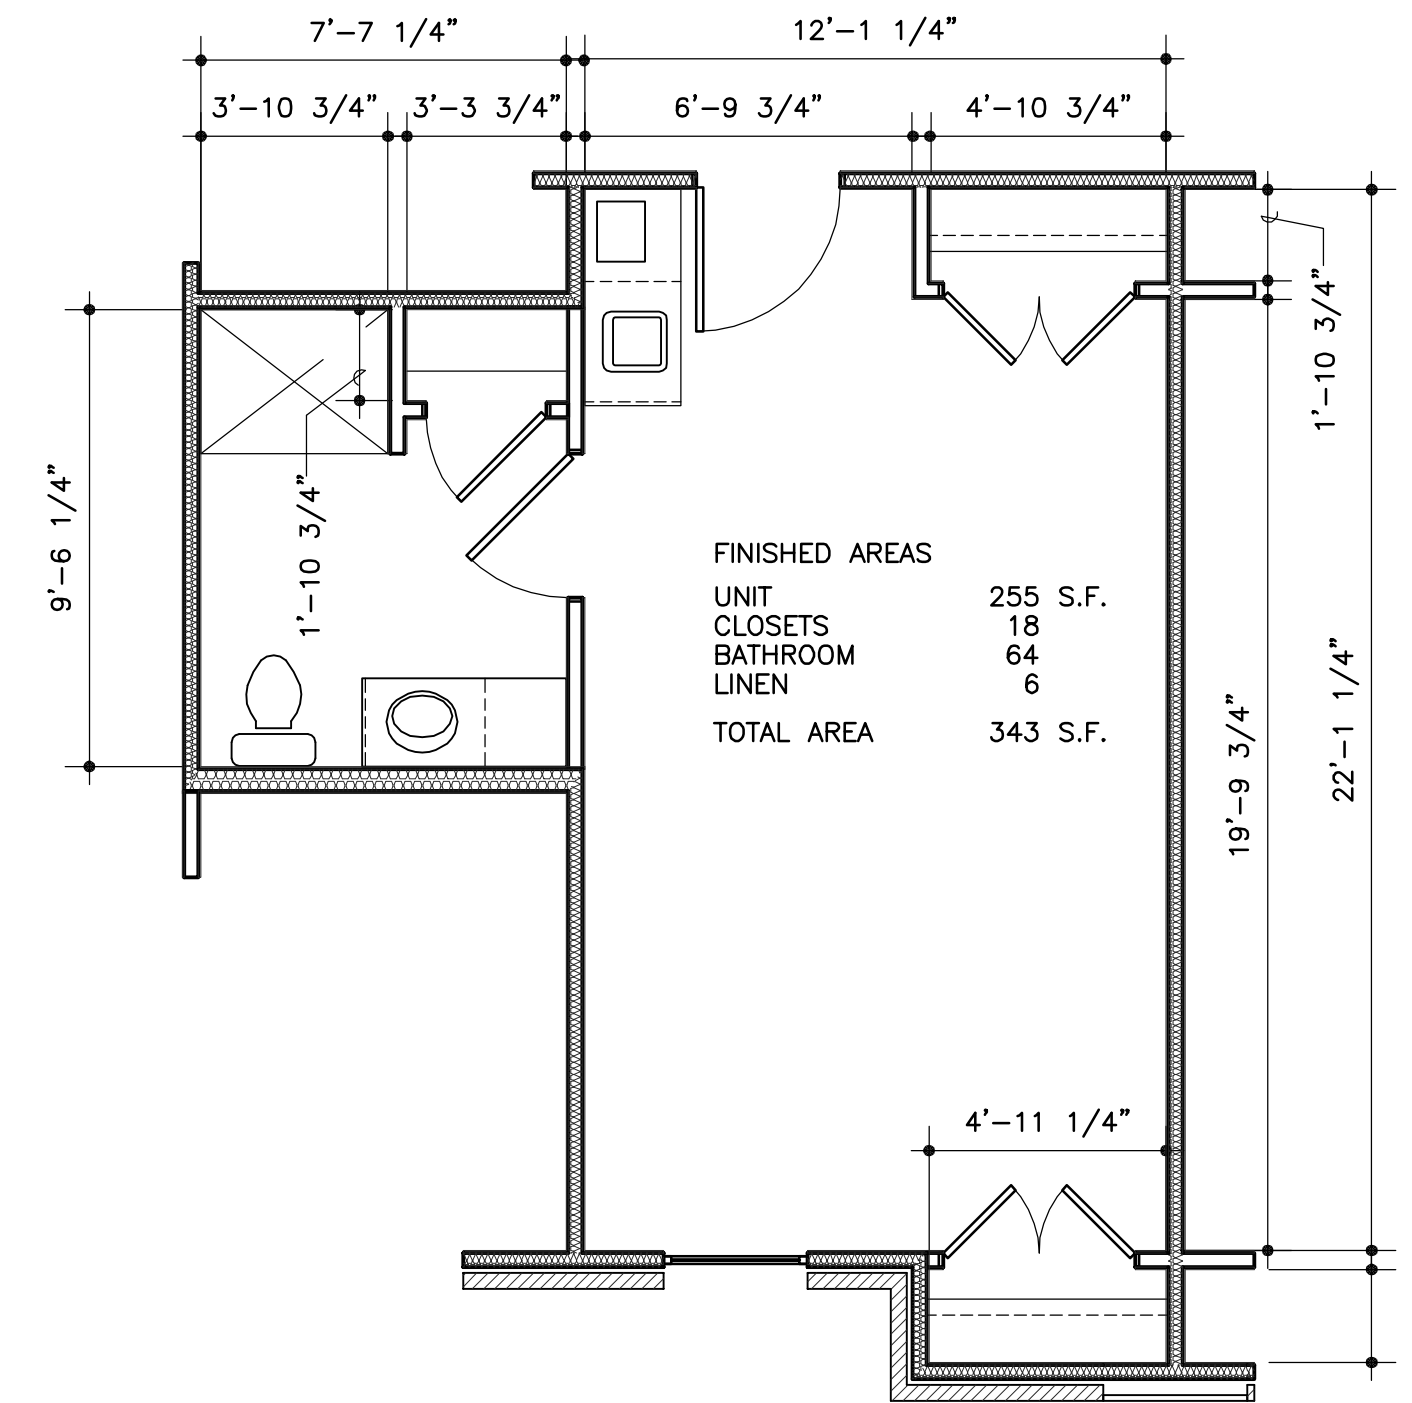 7'-7 1/4"
12'-1 1/4"
3'-10 3/4"
3'-3 3/4"
6'-9 3/4"
4'-10 3/4"
1'-10 3/4"
9'-6 1/4"
1'-10 3/4"
FINISHED AREAS
UNIT 255 S.F.
CLOSETS 18
BATHROOM 64
LINEN 6
TOTAL AREA 343 S.F.
19'-9 3/4"
22'-1 1/4"
4'-11 1/4"